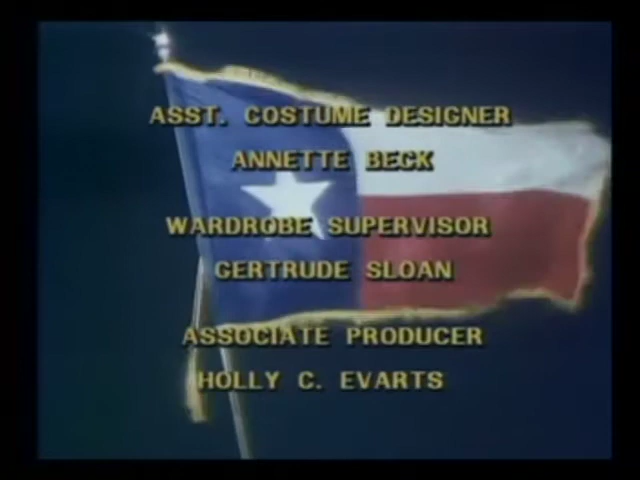 ASST. COSTUME DESIGNER
ANNETTE BECK
WARDROBE SUPERVISOR
GERTRUDE SLOAN
ASSOCIATE PRODUCER
HOLLY C. EVARTS